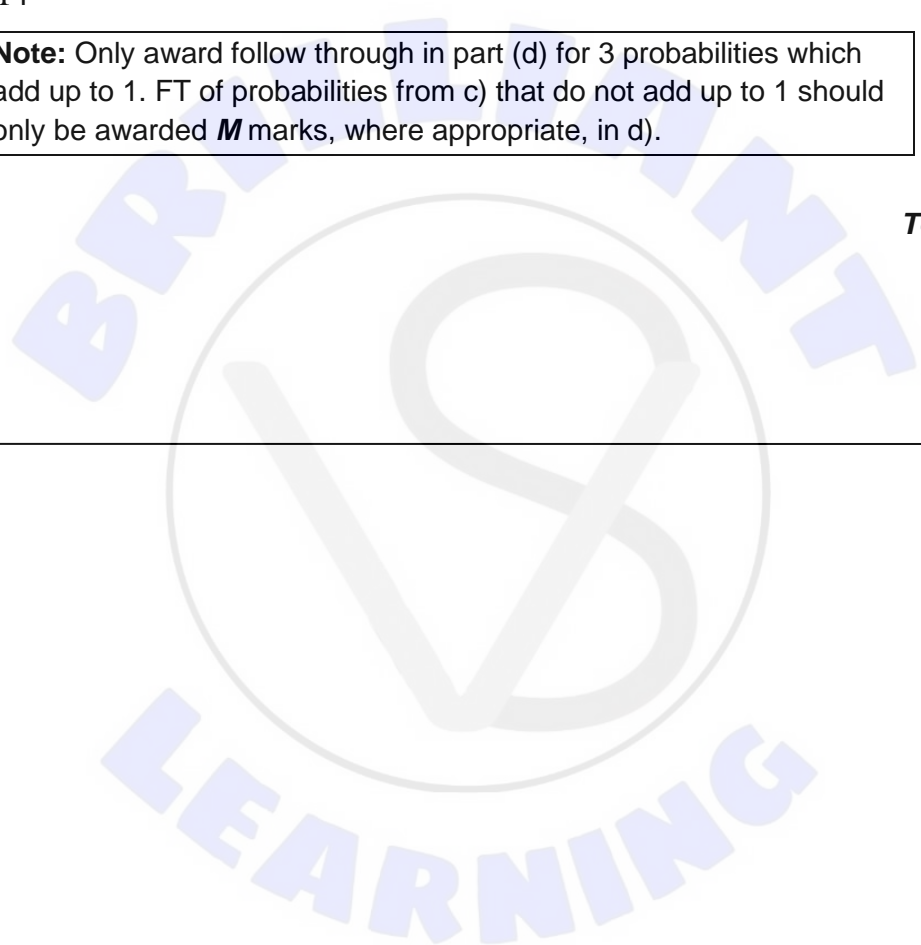 Note: Only award follow through in part (d) for 3 probabilities which
add up to 1. FT of probabilities from c) that do not add up to 1 should
only be awarded M marks, where appropriate, in d).
BRILLIANT
VS
LEARNING